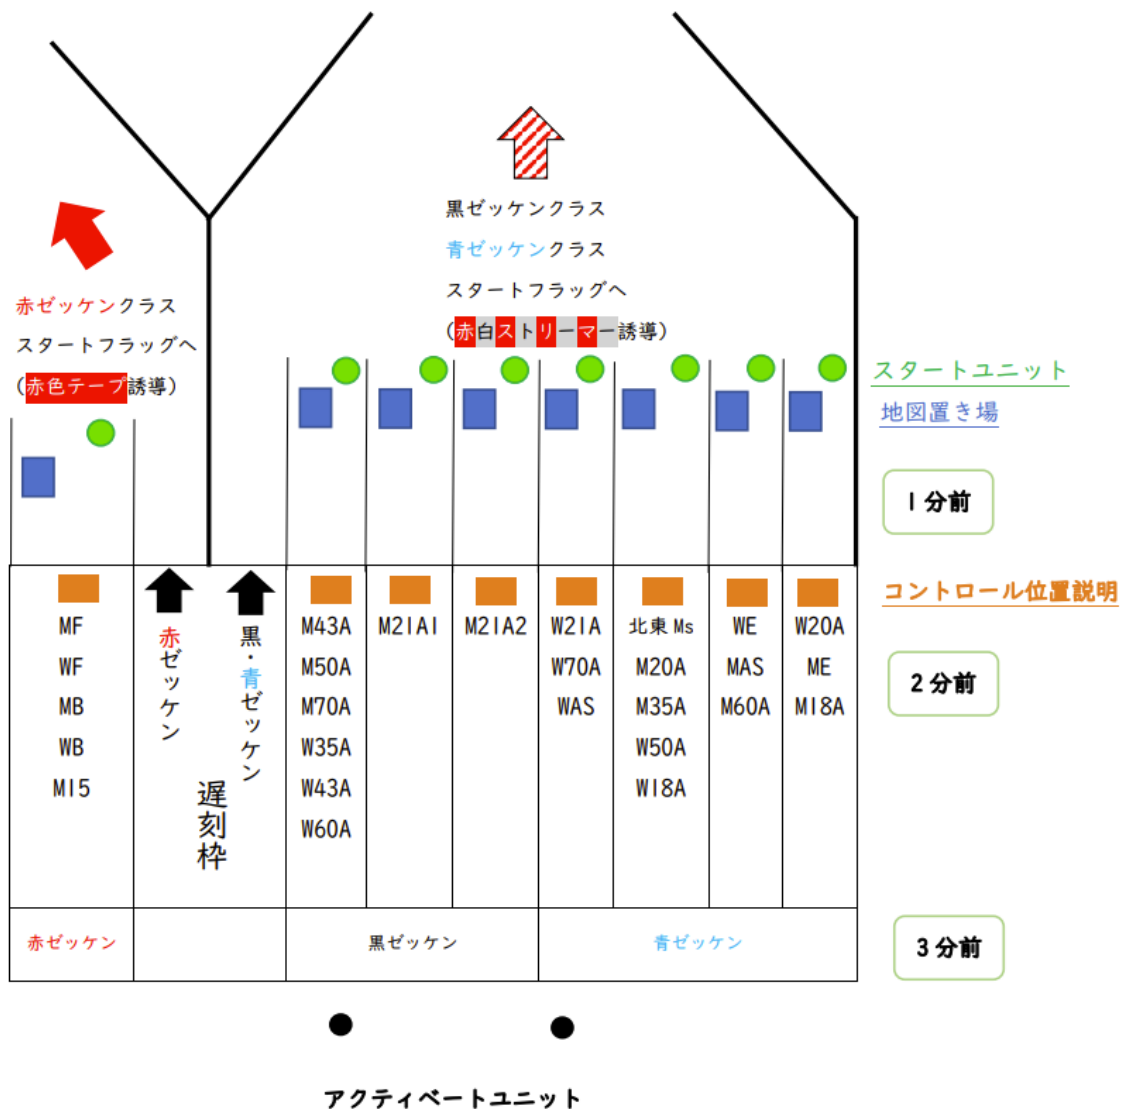 黒ゼッケンクラス
青ゼッケンクラス
スタートフラッグへ
(赤白ストリーマー誘導)
赤ゼッケンクラス
スタートフラッグへ
(赤色テープ誘導)
スタートユニット
地図置き場
1分前
コントロール位置説明
MF
WF
MB
WB
M15
赤ゼッケン
黒・青ゼッケン
遅刻枠
M43A
M50A
M70A
W35A
W43A
W60A
M21A1
M21A2
W21A
W70A
WAS
北東Ms
M20A
M35A
W50A
W18A
WE
MAS
M60A
W20A
ME
M18A
2分前
赤ゼッケン
黒ゼッケン
青ゼッケン
3分前
アクティベートユニット